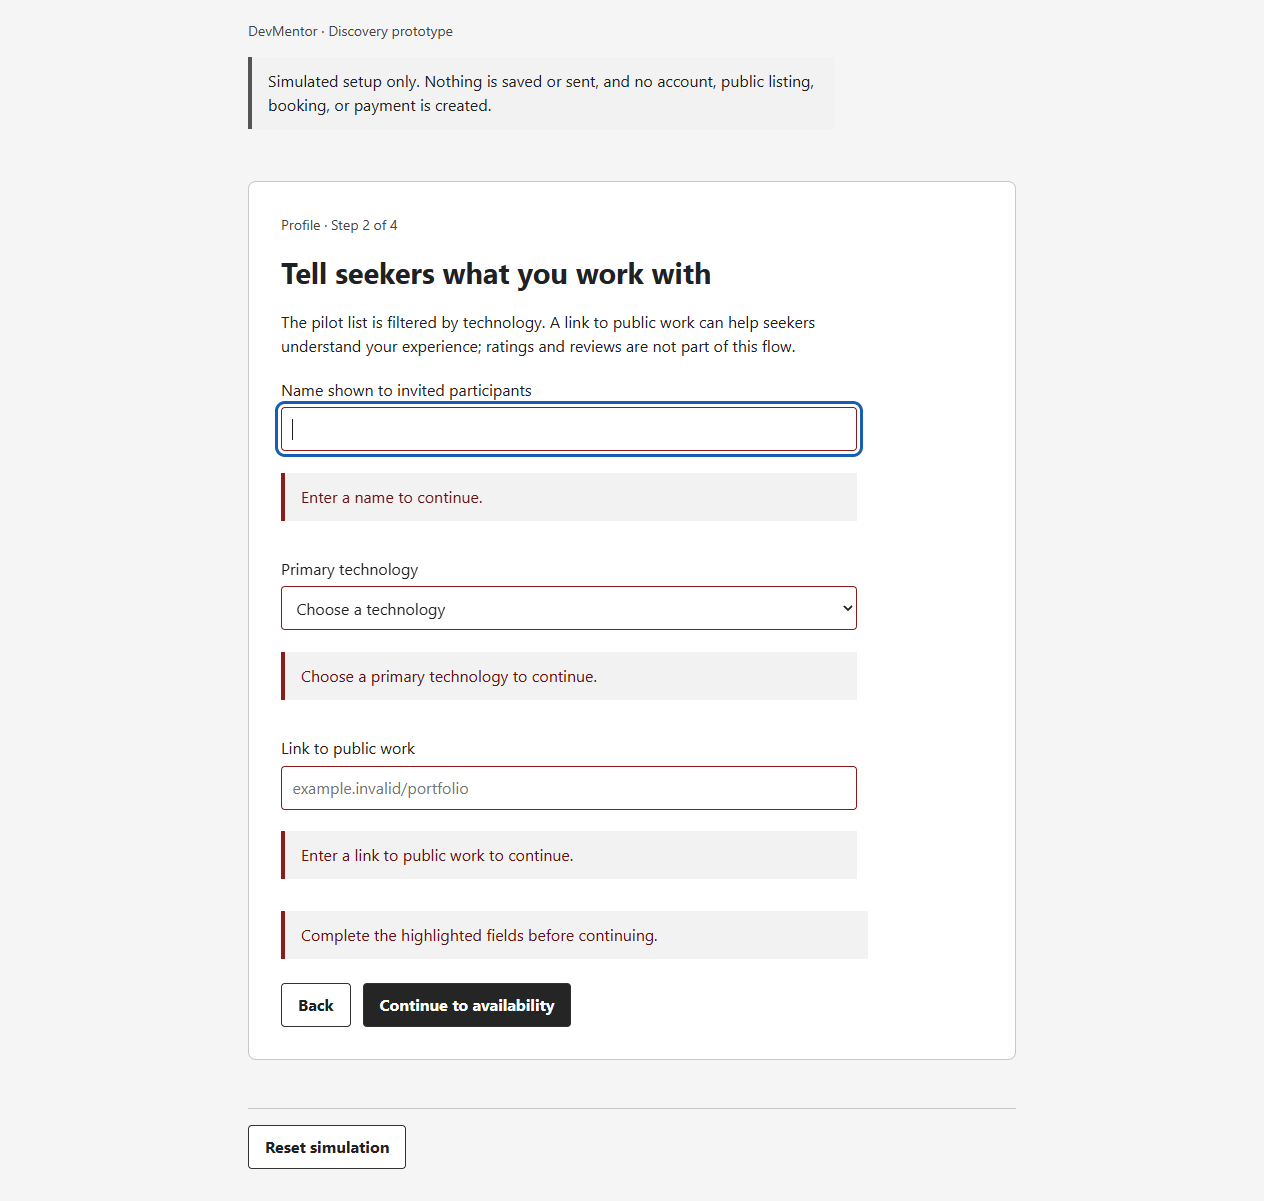 DevMentor · Discovery prototype
Simulated setup only. Nothing is saved or sent, and no account, public listing,
booking, or payment is created.
Profile · Step 2 of 4
Tell seekers what you work with
The pilot list is filtered by technology. A link to public work can help seekers
understand your experience; ratings and reviews are not part of this flow.
Name shown to invited participants
Enter a name to continue.
Primary technology
Choose a technology
Choose a primary technology to continue.
Link to public work
example.invalid/portfolio
Enter a link to public work to continue.
Complete the highlighted fields before continuing.
Back
Continue to availability
Reset simulation